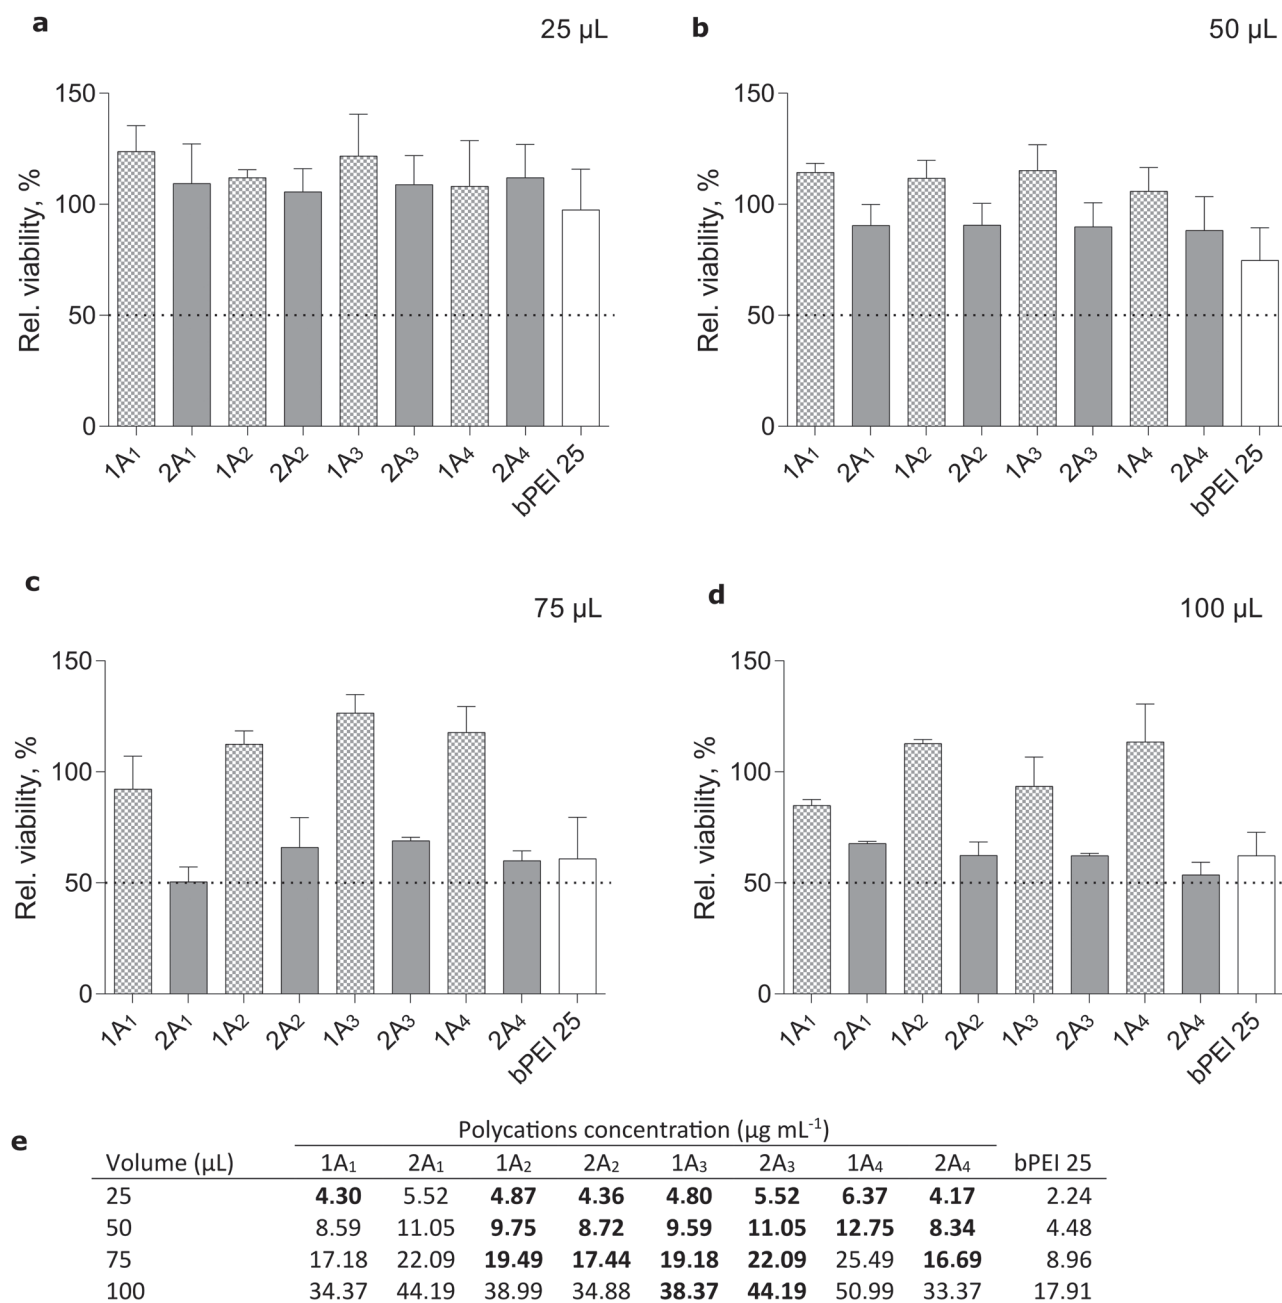 a
25 µL
150
100
50
0
Rel. viability, %
1A₁ 2A₁ 1A₂ 2A₂ 1A₃ 2A₃ 1A₄ 2A₄ bPEI 25
b
50 µL
150
100
50
0
Rel. viability, %
1A₁ 2A₁ 1A₂ 2A₂ 1A₃ 2A₃ 1A₄ 2A₄ bPEI 25
c
75 µL
150
100
50
0
Rel. viability, %
1A₁ 2A₁ 1A₂ 2A₂ 1A₃ 2A₃ 1A₄ 2A₄ bPEI 25
d
100 µL
150
100
50
0
Rel. viability, %
1A₁ 2A₁ 1A₂ 2A₂ 1A₃ 2A₃ 1A₄ 2A₄ bPEI 25
e
Polycations concentration (µg mL⁻¹)
Volume (µL) 1A₁ 2A₁ 1A₂ 2A₂ 1A₃ 2A₃ 1A₄ 2A₄ bPEI 25
25 4.30 5.52 4.87 4.36 4.80 5.52 6.37 4.17 2.24
50 8.59 11.05 9.75 8.72 9.59 11.05 12.75 8.34 4.48
75 17.18 22.09 19.49 17.44 19.18 22.09 25.49 16.69 8.96
100 34.37 44.19 38.99 34.88 38.37 44.19 50.99 33.37 17.91